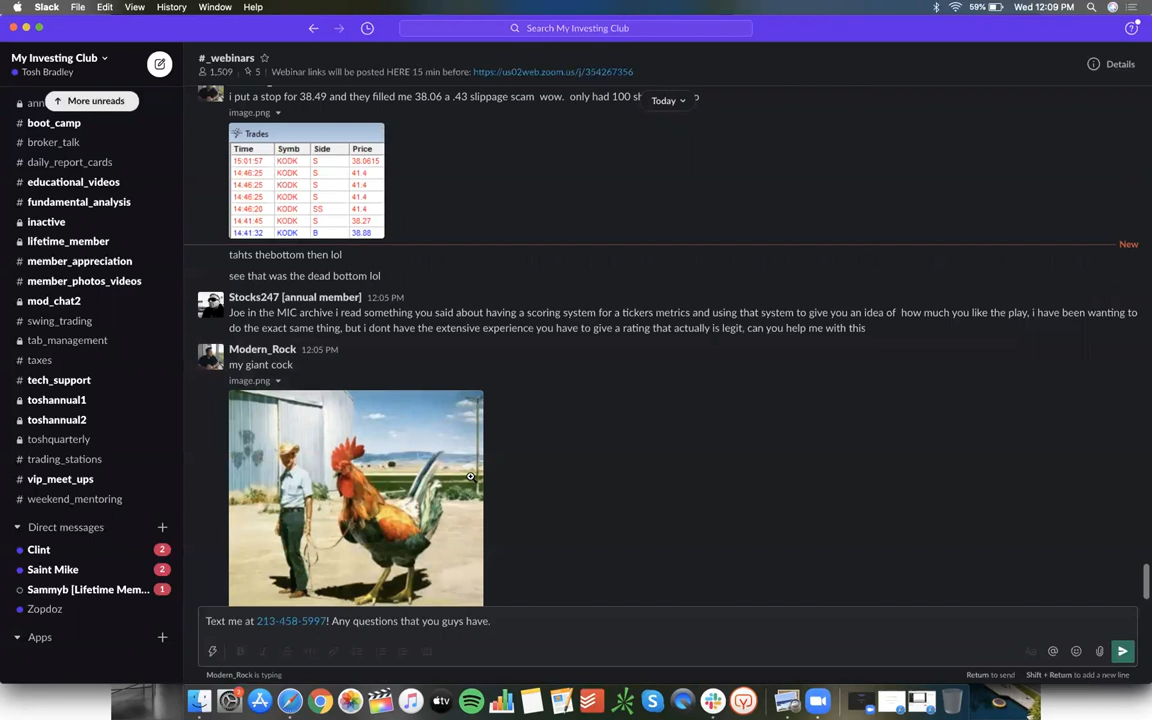 Slack File Edit View History Window Help 59% Wed 12:09 PM
Search My Investing Club
My Investing Club
Tosh Bradley
More unreads
# boot_camp
# broker_talk
# daily_report_cards
# educational_videos
# fundamental_analysis
inactive
lifetime_member
# member_appreciation
# member_photos_videos
mod_chat2
# swing_trading
tab_management
# taxes
# tech_support
toshannual1
toshannual2
toshquarterly
# trading_stations
# vip_meet_ups
# weekend_mentoring
Direct messages +
Clint 2
Saint Mike 2
Sammyb [Lifetime Mem... 1
Zopdoz
Apps +
#_webinars
1,509 5 Webinar links will be posted HERE 15 min before: https://us02web.zoom.us/j/354267356
Details
i put a stop for 38.49 and they filled me 38.06 a .43 slippage scam wow. only had 100
Today
image.png
Trades
Time Symb Side Price
15:01:57 KODK S 38.0615
14:46:25 KODK S 41.4
14:46:25 KODK S 41.4
14:46:25 KODK S 41.4
14:46:20 KODK SS 41.4
14:41:45 KODK S 38.27
14:41:32 KODK B 38.88
New
tahts thebottom then lol
see that was the dead bottom lol
Stocks247 [annual member] 12:05 PM
Joe in the MIC archive i read something you said about having a scoring system for a tickers metrics and using that system to give you an idea of how much you like the play, i have been wanting to
do the exact same thing, but i dont have the extensive experience you have to give a rating that actually is legit, can you help me with this
Modern_Rock 12:05 PM
my giant cock
image.png
Text me at 213-458-5997! Any questions that you guys have.
Modern_Rock is typing
Return to send Shift + Return to add a new line